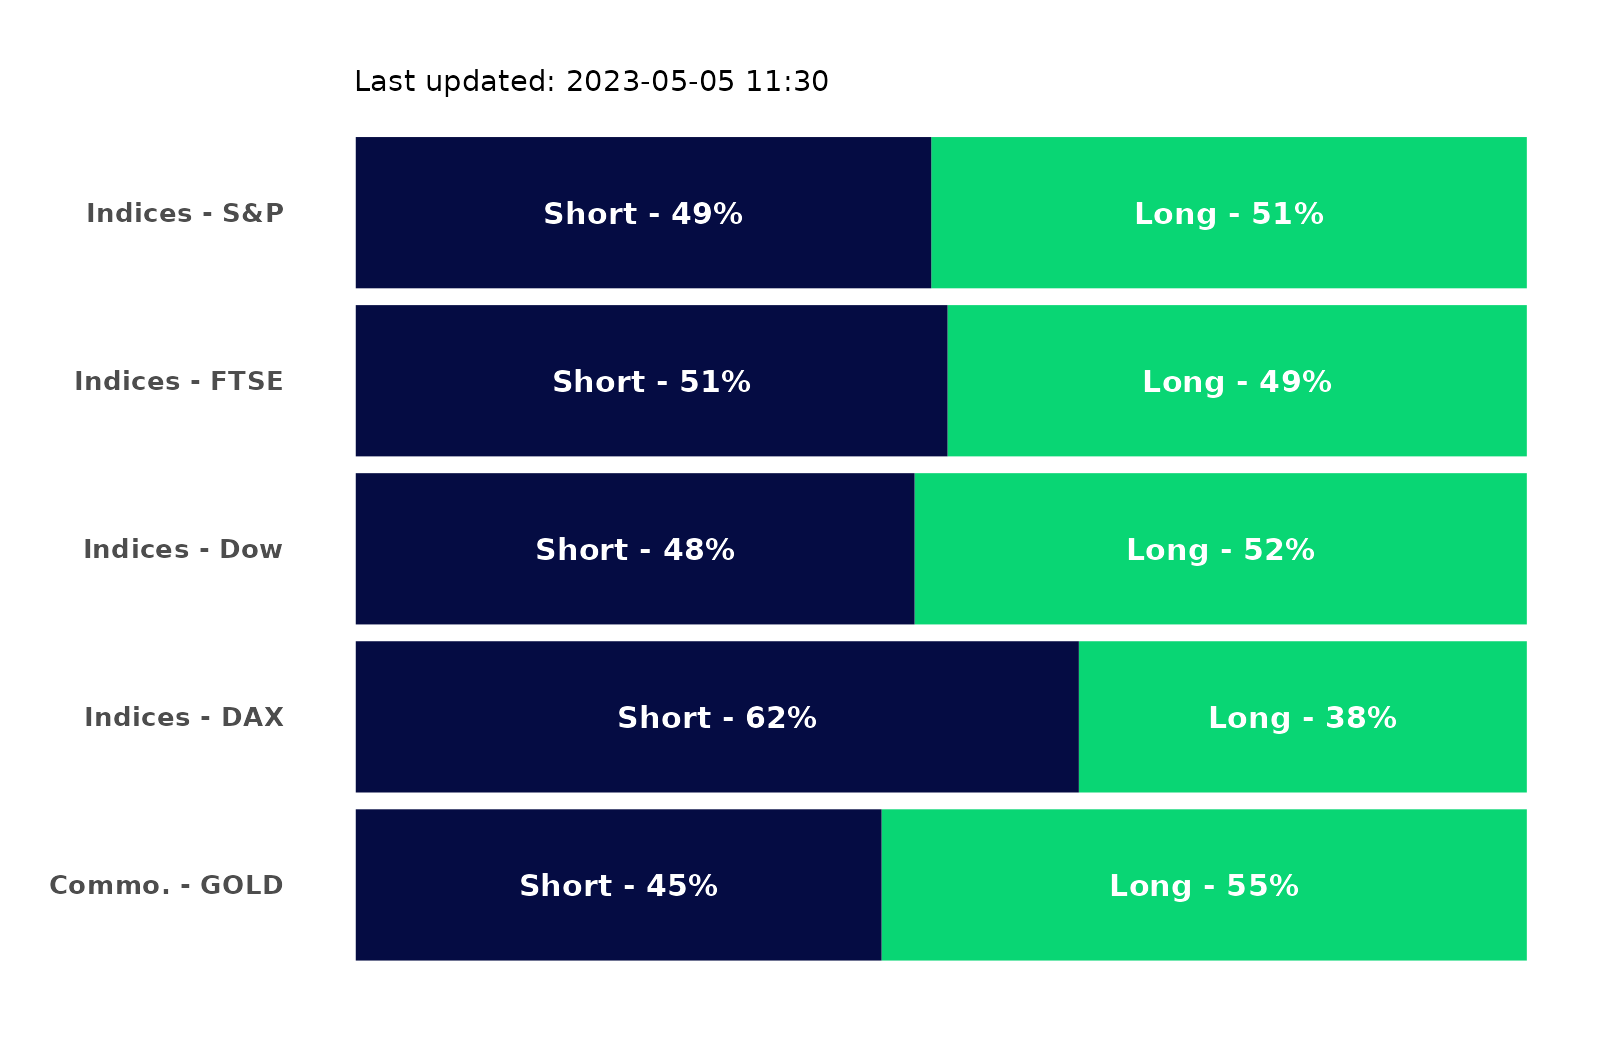 Last updated: 2023-05-05 11:30
Indices - S&P Short - 49% Long - 51%
Indices - FTSE Short - 51% Long - 49%
Indices - Dow Short - 48% Long - 52%
Indices - DAX Short - 62% Long - 38%
Commo. - GOLD Short - 45% Long - 55%